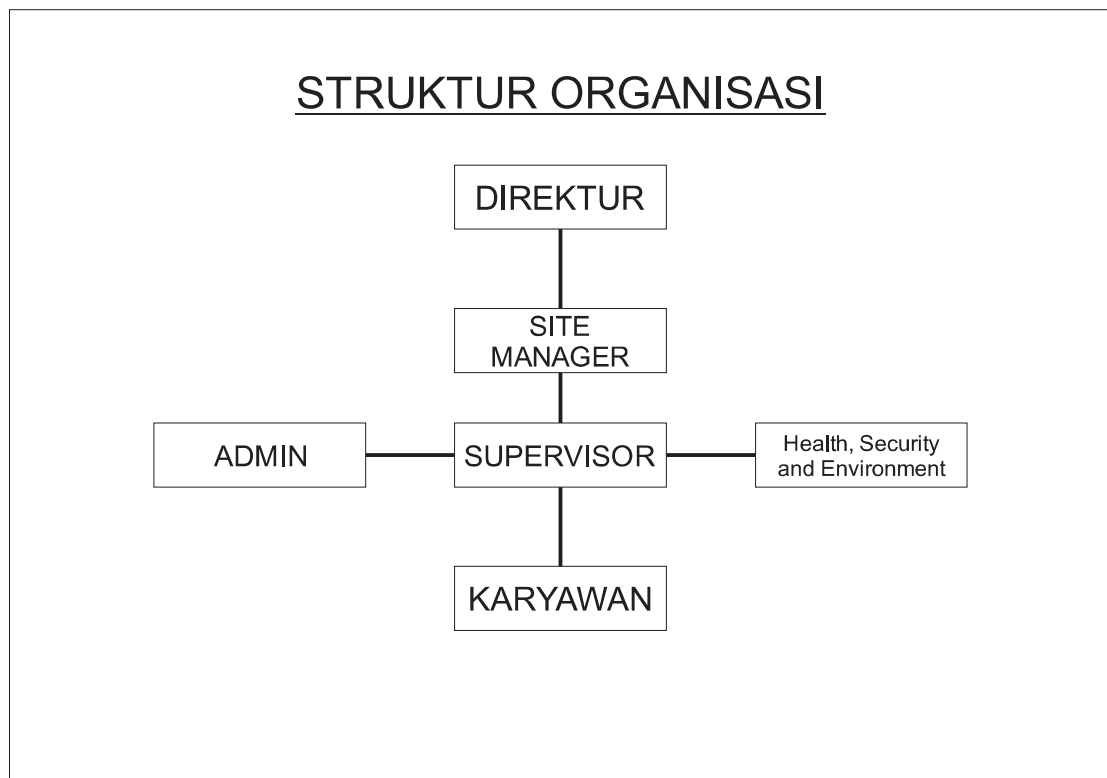 STRUKTUR ORGANISASI
DIREKTUR
SITE
MANAGER
ADMIN
SUPERVISOR
Health, Security
and Environment
KARYAWAN